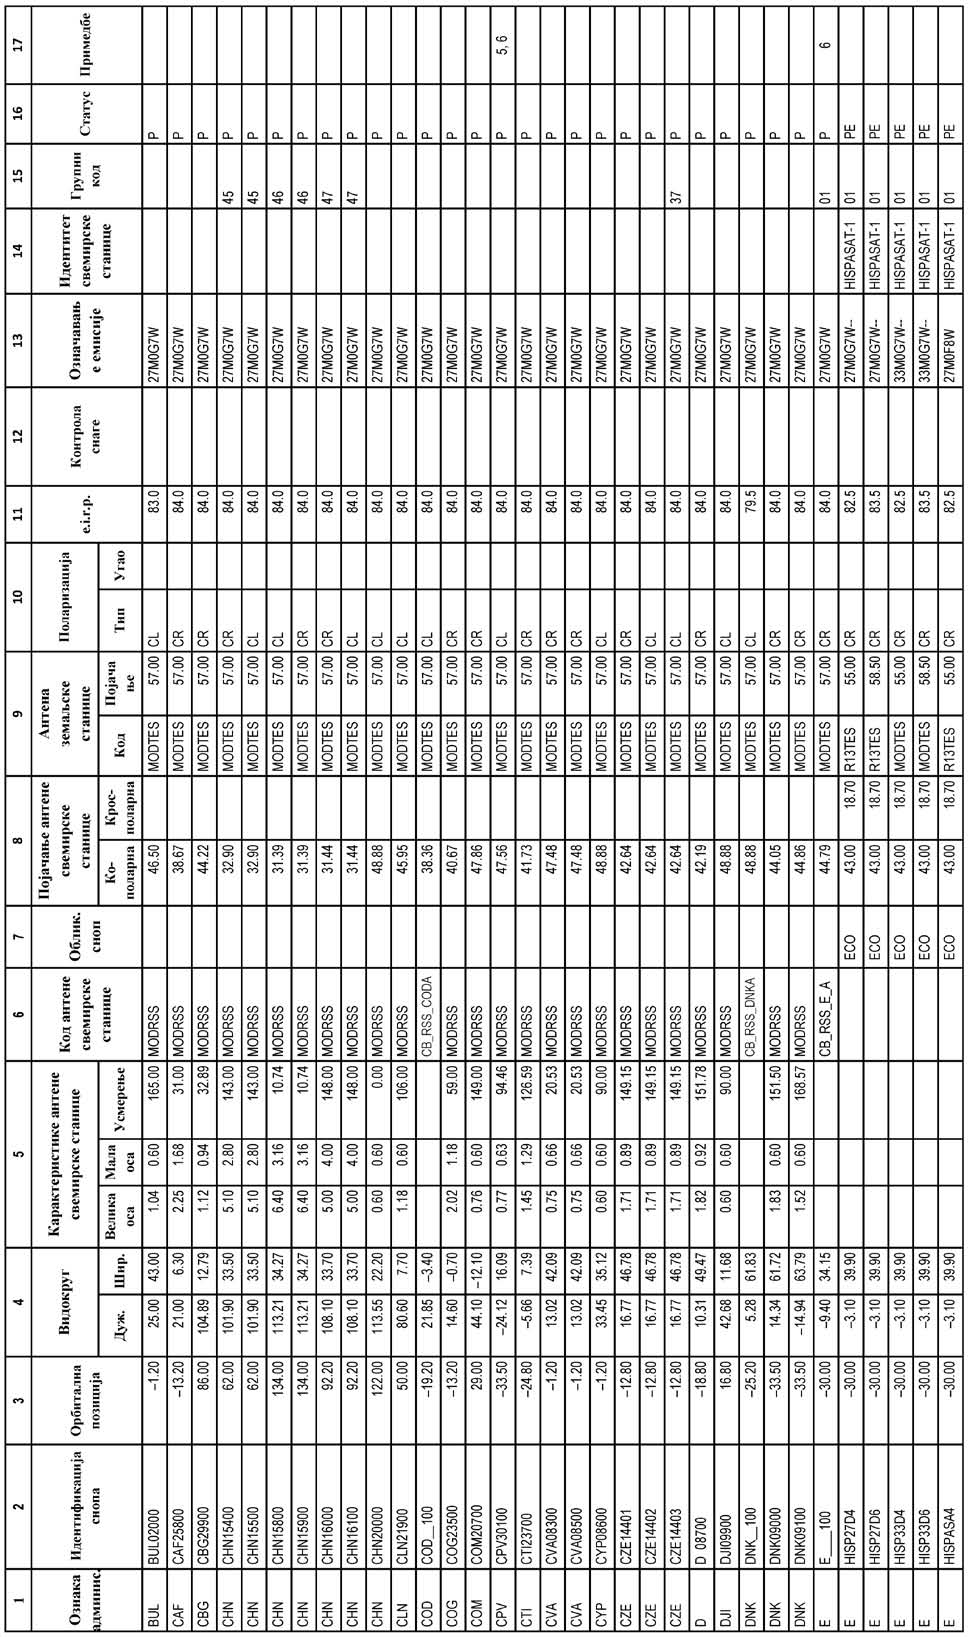 1 2 3 4 5 6 7 8 9 10 11 12 13 14 15 16 17
Ознака админис. Идентификација снопа Орбитална позиција Видокруг Карактеристике антене свемирске станице Код антене свемирске станице Облик. сноп Појачање антене свемирске станице Антена земаљске станице Поларизација e.i.r.p. Контрола снаге Означавањ е емисије Идентитет свемирске станице Групни код Статус Примедбе
Дуж. Шир. Велика оса Мала оса Усмерење Ко-поларна Крос-поларна Код Појача ње Тип Угао
BUL BUL02000 –1.20 25.00 43.00 1.04 0.60 165.00 MODRSS 46.50 MODTES 57.00 CL 83.0 27M0G7W P
CAF CAF25800 –13.20 21.00 6.30 2.25 1.68 31.00 MODRSS 38.67 MODTES 57.00 CR 84.0 27M0G7W P
CBG CBG29900 86.00 104.89 12.79 1.12 0.94 32.89 MODRSS 44.22 MODTES 57.00 CR 84.0 27M0G7W P
CHN CHN15400 62.00 101.90 33.50 5.10 2.80 143.00 MODRSS 32.90 MODTES 57.00 CR 84.0 27M0G7W 45 P
CHN CHN15500 62.00 101.90 33.50 5.10 2.80 143.00 MODRSS 32.90 MODTES 57.00 CL 84.0 27M0G7W 45 P
CHN CHN15800 134.00 113.21 34.27 6.40 3.16 10.74 MODRSS 31.39 MODTES 57.00 CL 84.0 27M0G7W 46 P
CHN CHN15900 134.00 113.21 34.27 6.40 3.16 10.74 MODRSS 31.39 MODTES 57.00 CR 84.0 27M0G7W 46 P
CHN CHN16000 92.20 108.10 33.70 5.00 4.00 148.00 MODRSS 31.44 MODTES 57.00 CR 84.0 27M0G7W 47 P
CHN CHN16100 92.20 108.10 33.70 5.00 4.00 148.00 MODRSS 31.44 MODTES 57.00 CL 84.0 27M0G7W 47 P
CHN CHN20000 122.00 113.55 22.20 0.60 0.60 0.00 MODRSS 48.88 MODTES 57.00 CL 84.0 27M0G7W P
CLN CLN21900 50.00 80.60 7.70 1.18 0.60 106.00 MODRSS 45.95 MODTES 57.00 CL 84.0 27M0G7W P
COD COD__100 –19.20 21.85 –3.40 CB_RSS_CODA 38.36 MODTES 57.00 CL 84.0 27M0G7W P
COG COG23500 –13.20 14.60 –0.70 2.02 1.18 59.00 MODRSS 40.67 MODTES 57.00 CR 84.0 27M0G7W P
COM COM20700 29.00 44.10 –12.10 0.76 0.60 149.00 MODRSS 47.86 MODTES 57.00 CR 84.0 27M0G7W P
CPV CPV30100 –33.50 –24.12 16.09 0.77 0.63 94.46 MODRSS 47.56 MODTES 57.00 CL 84.0 27M0G7W P 5, 6
CTI CTI23700 –24.80 –5.66 7.39 1.45 1.29 126.59 MODRSS 41.73 MODTES 57.00 CR 84.0 27M0G7W P
CVA CVA08300 –1.20 13.02 42.09 0.75 0.66 20.53 MODRSS 47.48 MODTES 57.00 CR 84.0 27M0G7W P
CVA CVA08500 –1.20 13.02 42.09 0.75 0.66 20.53 MODRSS 47.48 MODTES 57.00 CR 84.0 27M0G7W P
CYP CYP08600 –1.20 33.45 35.12 0.60 0.60 90.00 MODRSS 48.88 MODTES 57.00 CL 84.0 27M0G7W P
CZE CZE14401 –12.80 16.77 46.78 1.71 0.89 149.15 MODRSS 42.64 MODTES 57.00 CR 84.0 27M0G7W P
CZE CZE14402 –12.80 16.77 46.78 1.71 0.89 149.15 MODRSS 42.64 MODTES 57.00 CL 84.0 27M0G7W P
CZE CZE14403 –12.80 16.77 46.78 1.71 0.89 149.15 MODRSS 42.64 MODTES 57.00 CL 84.0 27M0G7W 37 P
D D 08700 –18.80 10.31 49.47 1.82 0.92 151.78 MODRSS 42.19 MODTES 57.00 CR 84.0 27M0G7W P
DJI DJI09900 16.80 42.68 11.68 0.60 0.60 90.00 MODRSS 48.88 MODTES 57.00 CL 84.0 27M0G7W P
DNK DNK__100 –25.20 5.28 61.83 CB_RSS_DNKA 48.88 MODTES 57.00 CL 79.5 27M0G7W P
DNK DNK09000 –33.50 14.34 61.72 1.83 0.60 151.50 MODRSS 44.05 MODTES 57.00 CR 84.0 27M0G7W P
DNK DNK09100 –33.50 –14.94 63.79 1.52 0.60 168.57 MODRSS 44.86 MODTES 57.00 CR 84.0 27M0G7W P
E E___100 –30.00 –9.40 34.15 CB_RSS_E_A 44.79 MODTES 57.00 CR 84.0 27M0G7W 01 P 6
E HISP27D4 –30.00 –3.10 39.90 ECO 43.00 18.70 R13TES 55.00 CR 82.5 27M0G7W-- HISPASAT-1 01 PE
E HISP27D6 –30.00 –3.10 39.90 ECO 43.00 18.70 R13TES 58.50 CR 83.5 27M0G7W-- HISPASAT-1 01 PE
E HISP33D4 –30.00 –3.10 39.90 ECO 43.00 18.70 MODTES 55.00 CR 82.5 33M0G7W-- HISPASAT-1 01 PE
E HISP33D6 –30.00 –3.10 39.90 ECO 43.00 18.70 MODTES 58.50 CR 83.5 33M0G7W-- HISPASAT-1 01 PE
E HISPASA4 –30.00 –3.10 39.90 ECO 43.00 18.70 R13TES 55.00 CR 82.5 27M0F8W HISPASAT-1 01 PE